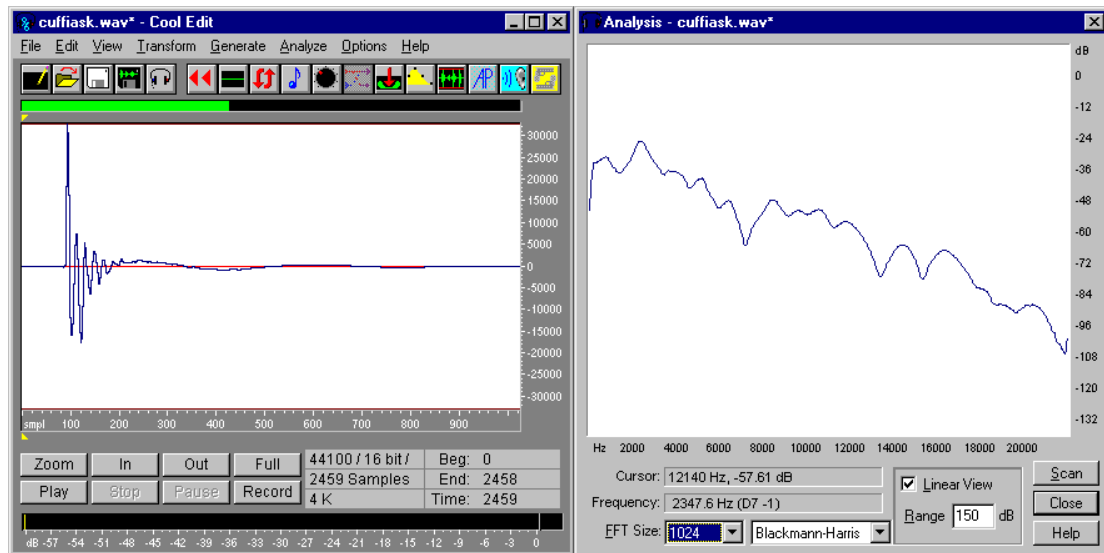 cuffiask.wav* - Cool Edit
File Edit View Transform Generate Analyze Options Help
AP
30000
25000
20000
15000
10000
5000
0
-5000
-10000
-15000
-20000
-25000
-30000
smpl 100 200 300 400 500 600 700 800 900
Zoom In Out Full
Play Stop Pause Record
44100 / 16 bit /
2459 Samples
4 K
Beg: 0
End: 2458
Time: 2459
dB -57 -54 -51 -48 -45 -42 -39 -36 -33 -30 -27 -24 -21 -18 -15 -12 -9 -6 -3 0
Analysis - cuffiask.wav*
dB
0
-12
-24
-36
-48
-60
-72
-84
-96
-108
-120
-132
Hz 2000 4000 6000 8000 10000 12000 14000 16000 18000 20000
Cursor: 12140 Hz, -57.61 dB
Frequency: 2347.6 Hz (D7 -1)
FFT Size: 1024 Blackmann-Harris
Linear View
Range 150 dB
Scan
Close
Help